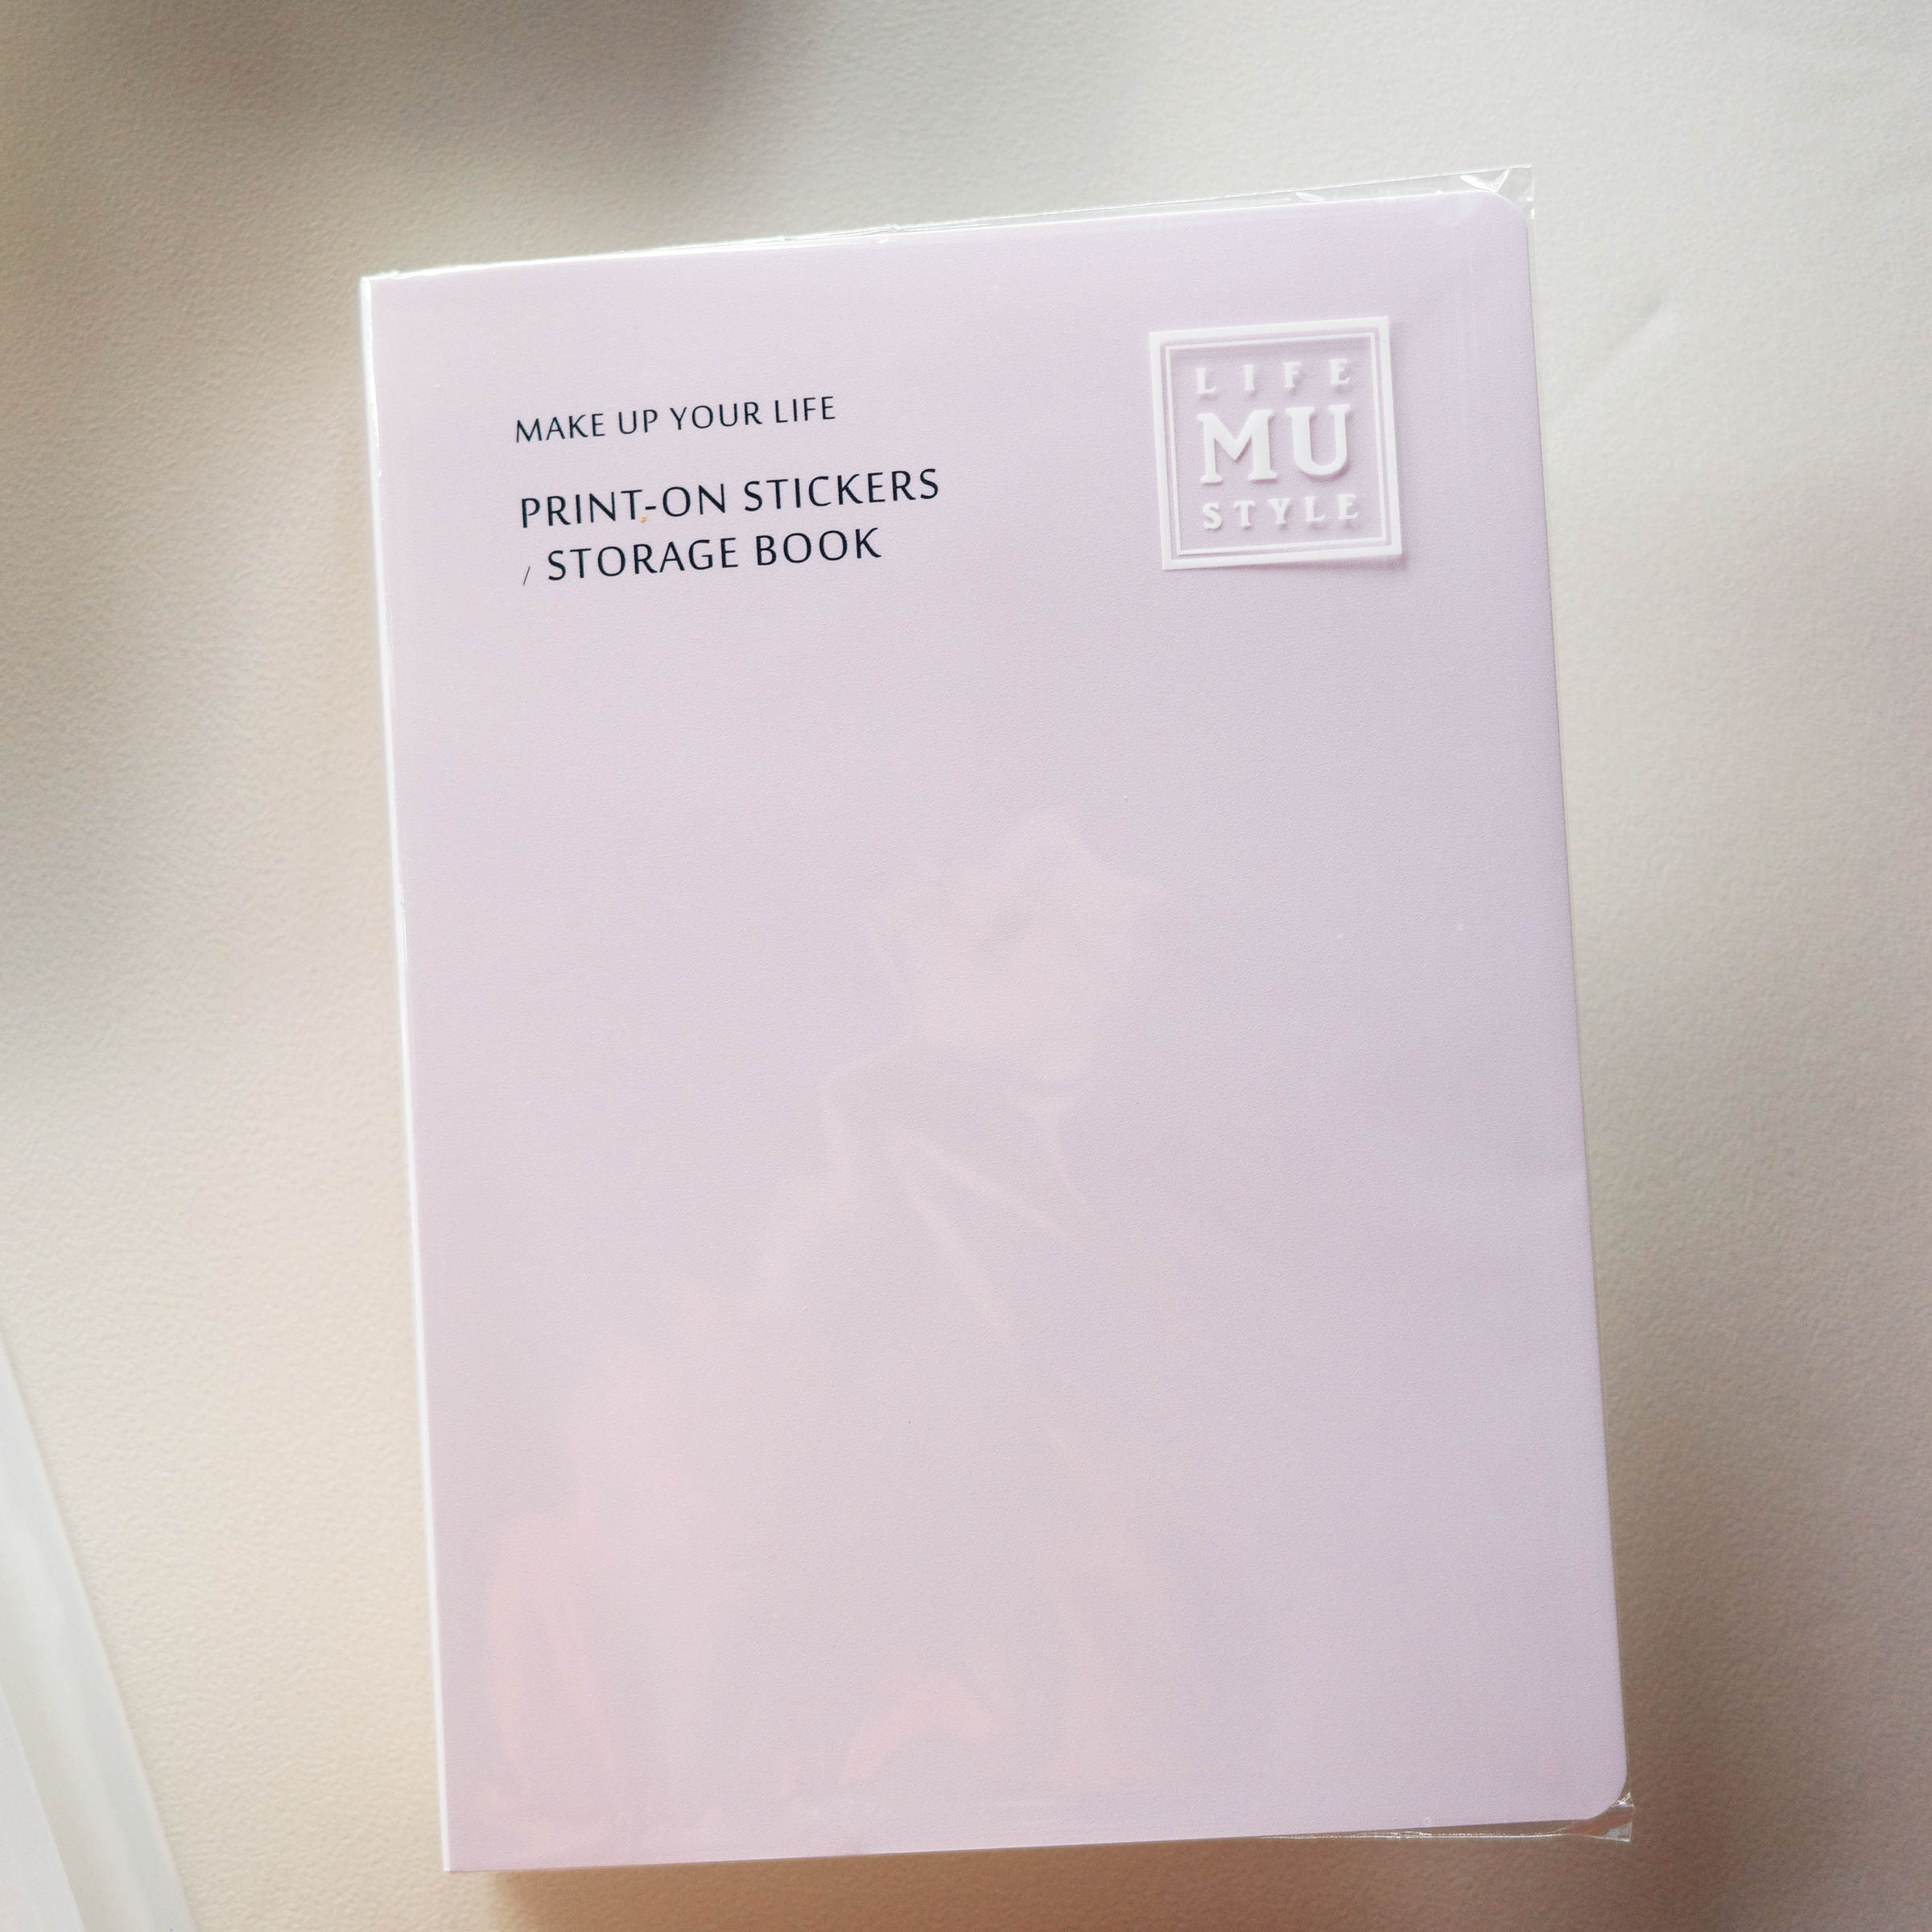 MAKE UP YOUR LIFE
PRINT-ON STICKERS
/ STORAGE BOOK
LIFE
MU
STYLE